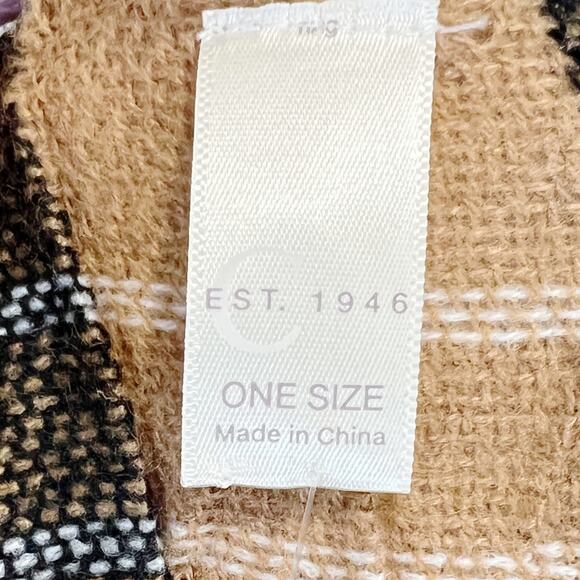 C
EST. 1946
ONE SIZE
Made in China